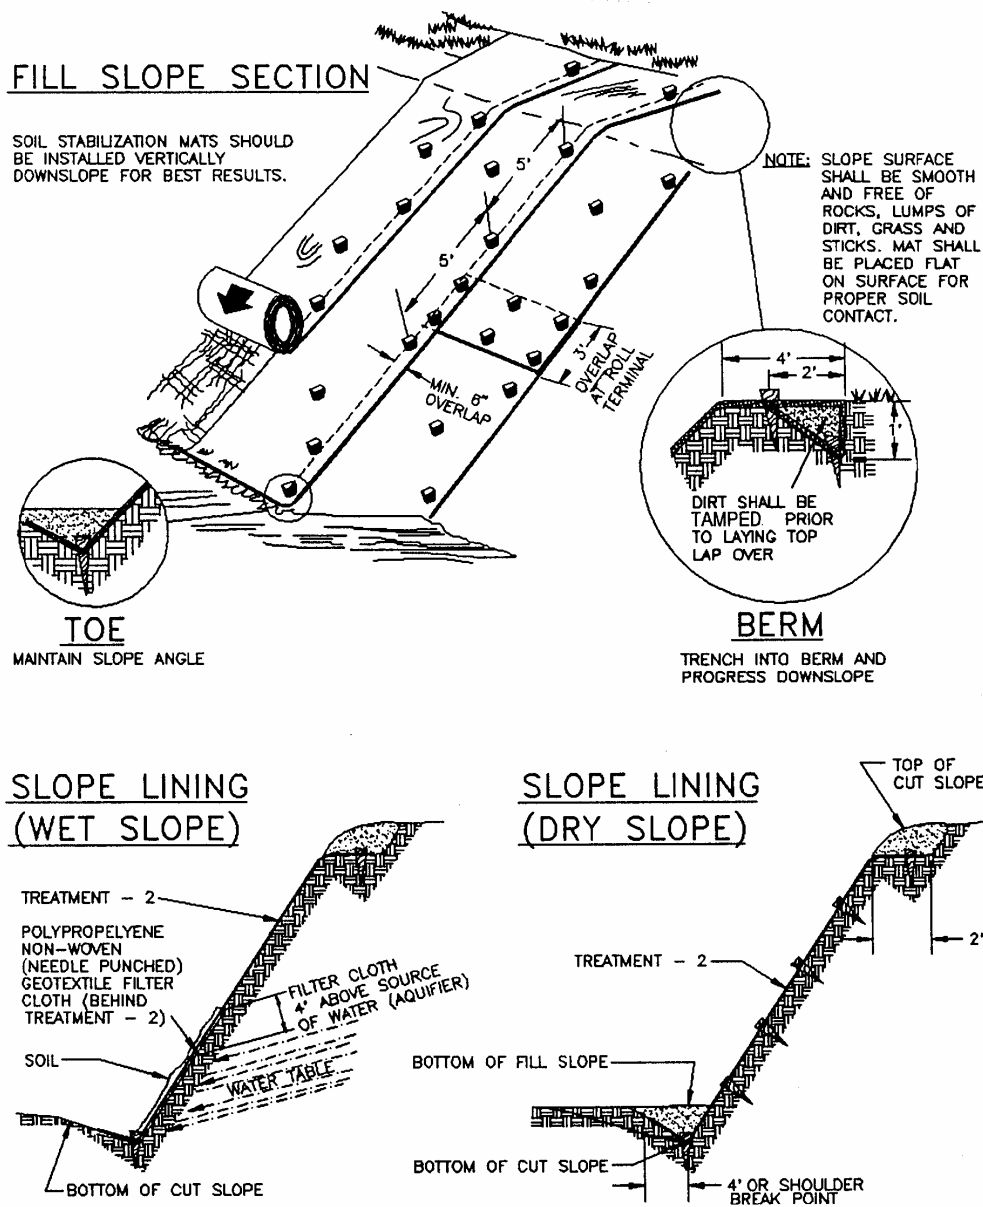 FILL SLOPE SECTION
SOIL STABILIZATION MATS SHOULD
BE INSTALLED VERTICALLY
DOWNSLOPE FOR BEST RESULTS.
5'
5'
MIN. 6"
OVERLAP
3'
OVERLAP
AT ROLL
TERMINAL
NOTE: SLOPE SURFACE
SHALL BE SMOOTH
AND FREE OF
ROCKS, LUMPS OF
DIRT, GRASS AND
STICKS. MAT SHALL
BE PLACED FLAT
ON SURFACE FOR
PROPER SOIL
CONTACT.
4'
2'
1'
DIRT SHALL BE
TAMPED PRIOR
TO LAYING TOP
LAP OVER
TOE
MAINTAIN SLOPE ANGLE
BERM
TRENCH INTO BERM AND
PROGRESS DOWNSLOPE
SLOPE LINING
(WET SLOPE)
TREATMENT - 2
POLYPROPELYENE
NON-WOVEN
(NEEDLE PUNCHED)
GEOTEXTILE FILTER
CLOTH (BEHIND
TREATMENT - 2)
SOIL
FILTER CLOTH
4' ABOVE SOURCE
OF WATER (AQUIFIER)
WATER TABLE
BOTTOM OF CUT SLOPE
SLOPE LINING
(DRY SLOPE)
TOP OF
CUT SLOPE
2'
TREATMENT - 2
BOTTOM OF FILL SLOPE
BOTTOM OF CUT SLOPE
4' OR SHOULDER
BREAK POINT